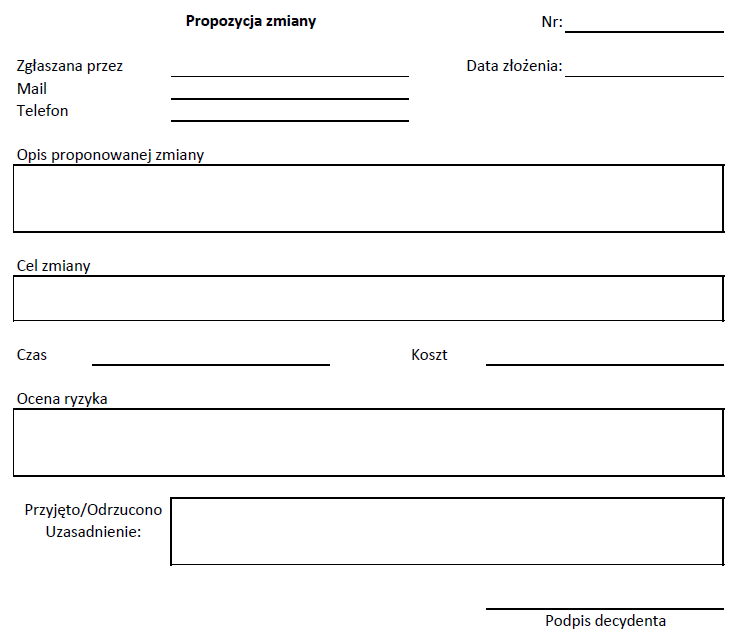 Propozycja zmiany Nr:
Zgłaszana przez Data złożenia:
Mail
Telefon
Opis proponowanej zmiany
Cel zmiany
Czas Koszt
Ocena ryzyka
Przyjęto/Odrzucono
Uzasadnienie:
Podpis decydenta